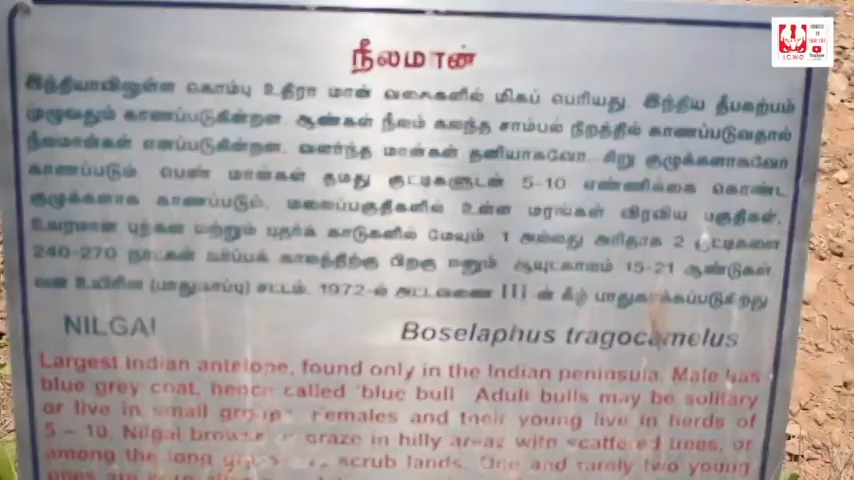 நீலமான்
இந்தியாவிலுள்ள கொம்பு உதிரா மான் வகைகளில் மிகப் பெரியது. இந்திய தீபகற்பம்
முழுவதும் காணப்படுகின்றன. ஆண்கள் நீலம் கலந்த சாம்பல் நிறத்தில் காணப்படுவதால்
நீலமான்கள் எனப்படுகின்றன. வளர்ந்த மான்கள் தனியாகவோ, சிறு குழுக்களாகவோ
காணப்படும். பெண் மான்கள் தமது குட்டிகளுடன் 5-10 எண்ணிக்கை கொண்ட
குழுக்களாக காணப்படும். மலைப்பகுதிகளில் உள்ள மரங்கள் விரவிய பகுதிகள்,
உயரமான புற்கள் மற்றும் புதர்க் காடுகளில் மேயும். 1 அல்லது அரிதாக 2 குட்டிகளை
240-270 நாட்கள் கர்ப்பக் காலத்திற்கு பிறகு ஈனும். ஆயுட்காலம் 15-21 ஆண்டுகள்.
வன உயிரின (பாதுகாப்பு) சட்டம், 1972-ல் அட்டவணை III-ன் கீழ் பாதுகாக்கப்படுகிறது
NILGAI Boselaphus tragocamelus
Largest Indian antelope, found only in the Indian peninsula. Male has
blue grey coat, hence called 'blue bull'. Adult bulls may be solitary
or live in small groups. Females and their young live in herds of
5 – 10. Nilgai browse or graze in hilly areas with scattered trees, or
among the long scrub lands. One and rarely two young
ones are
I.C.W.O
YouTube